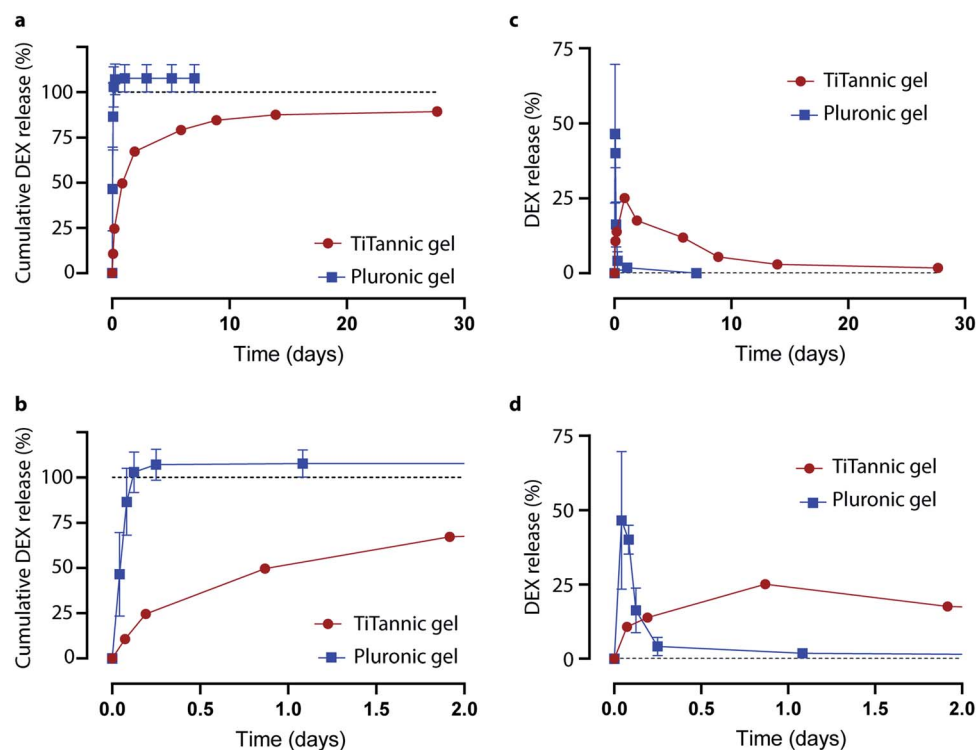 a
Cumulative DEX release (%)
100
75
50
25
0
TiTannic gel
Pluronic gel
0
10
20
30
Time (days)
c
DEX release (%)
75
50
25
0
TiTannic gel
Pluronic gel
0
10
20
30
Time (days)
b
Cumulative DEX release (%)
100
75
50
25
0
TiTannic gel
Pluronic gel
0.0
0.5
1.0
1.5
2.0
Time (days)
d
DEX release (%)
75
50
25
0
TiTannic gel
Pluronic gel
0.0
0.5
1.0
1.5
2.0
Time (days)